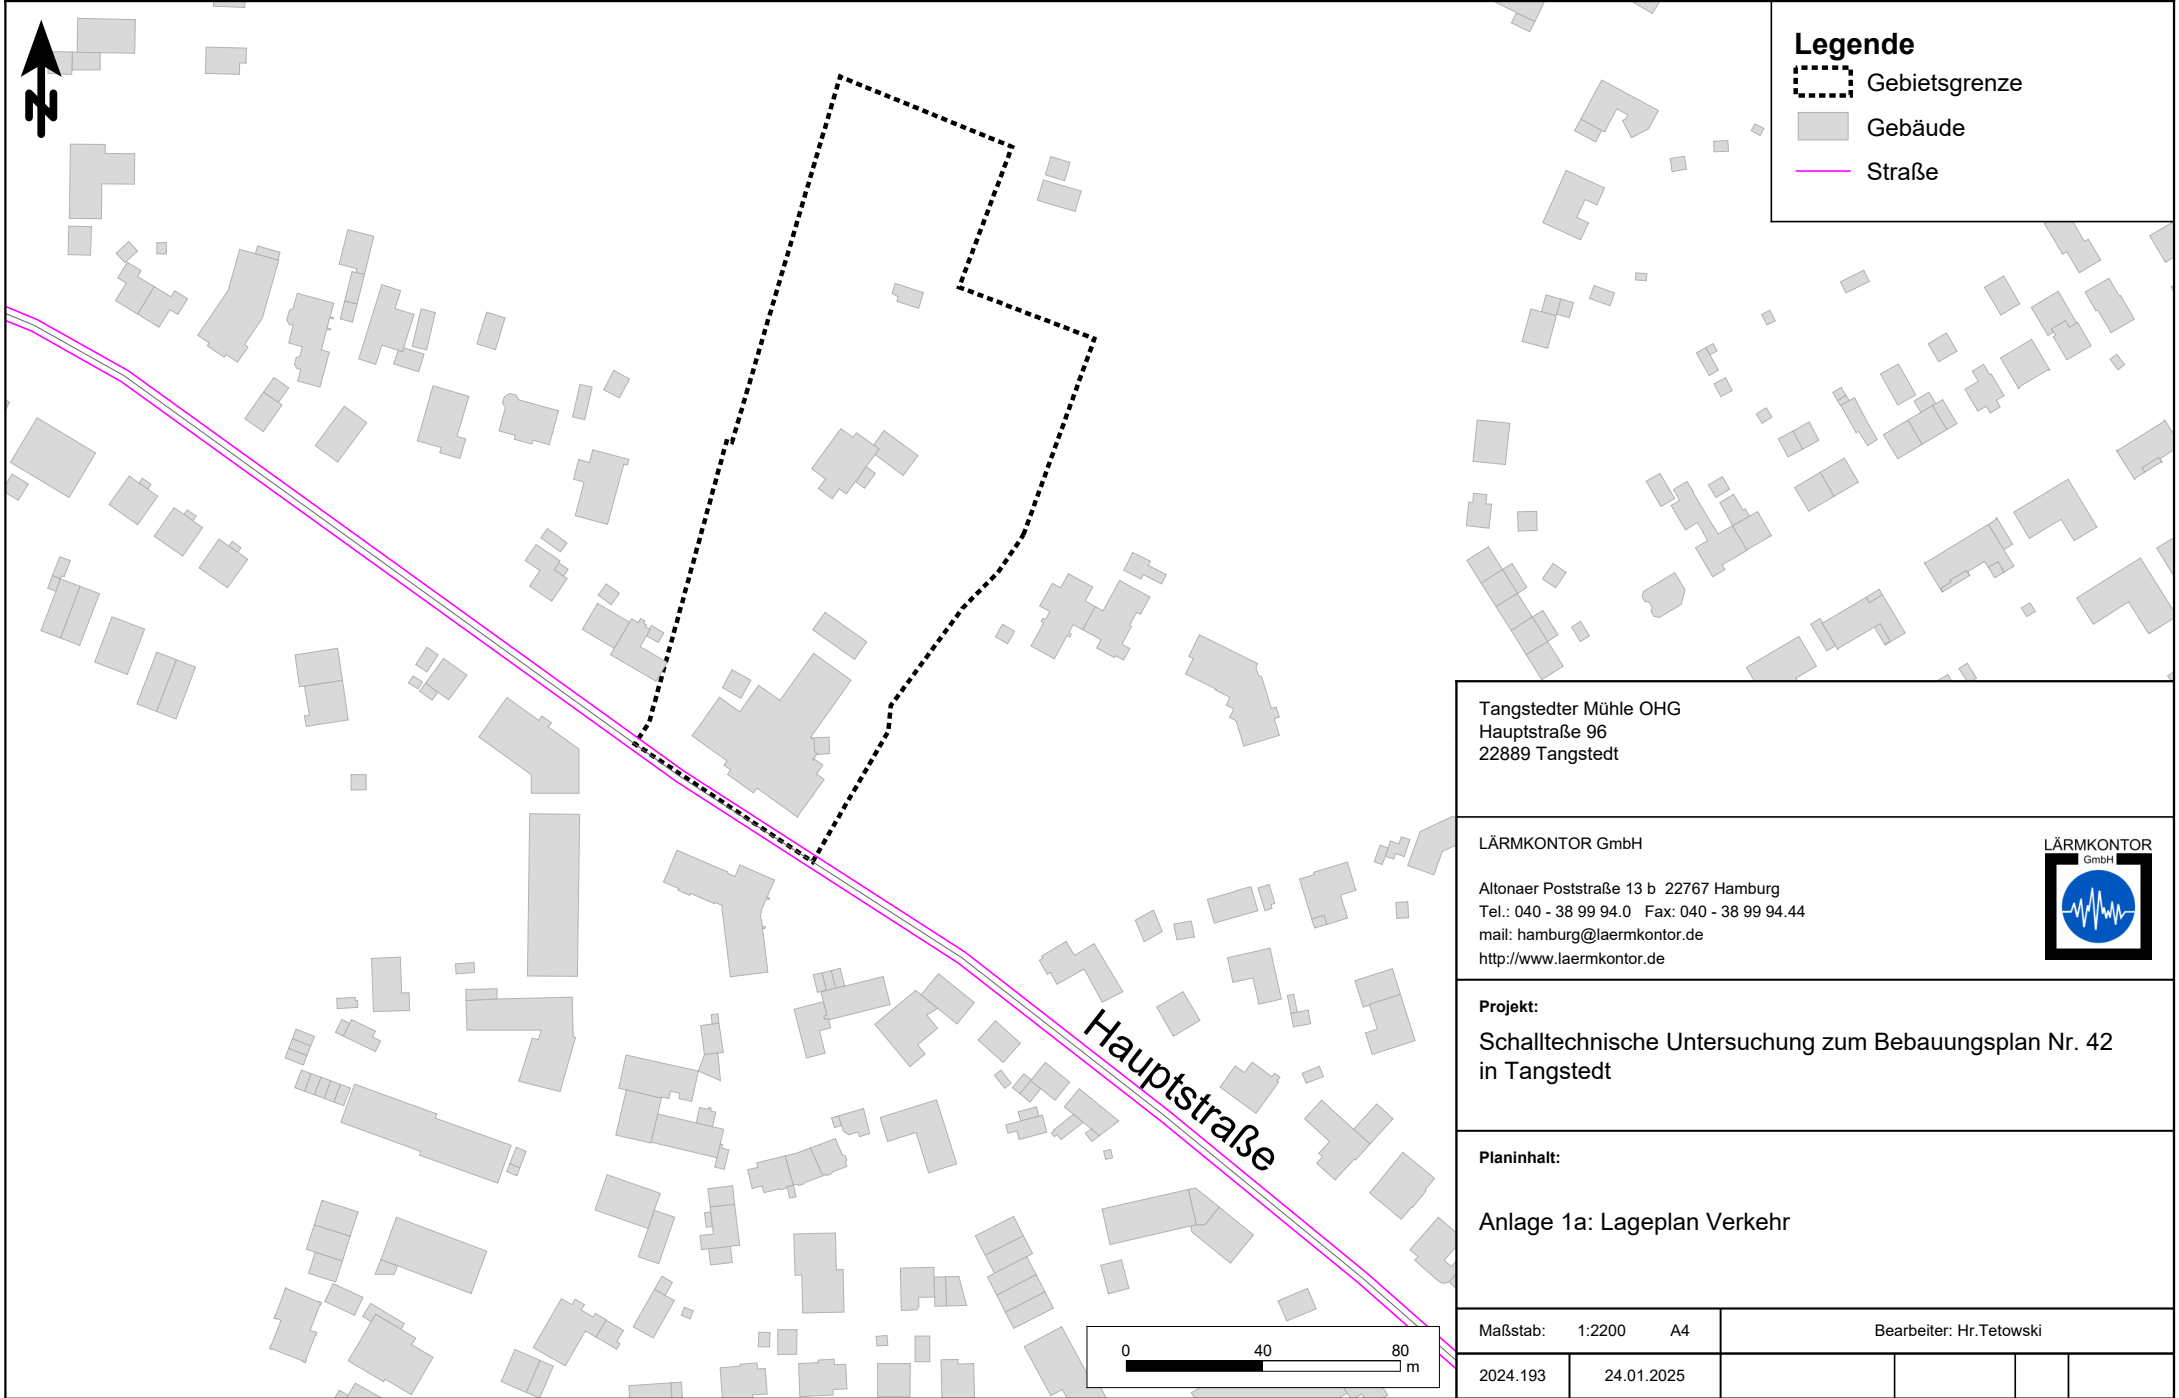 N
Legende
Gebietsgrenze
Gebäude
Straße
Hauptstraße
0 40 80
m
Tangstedter Mühle OHG
Hauptstraße 96
22889 Tangstedt
LÄRMKONTOR GmbH
Altonaer Poststraße 13 b 22767 Hamburg
Tel.: 040 - 38 99 94.0 Fax: 040 - 38 99 94.44
mail: hamburg@laermkontor.de
http://www.laermkontor.de
LÄRMKONTOR
GmbH
Projekt:
Schalltechnische Untersuchung zum Bebauungsplan Nr. 42
in Tangstedt
Planinhalt:
Anlage 1a: Lageplan Verkehr
Maßstab: 1:2200 A4 Bearbeiter: Hr.Tetowski
2024.193 24.01.2025